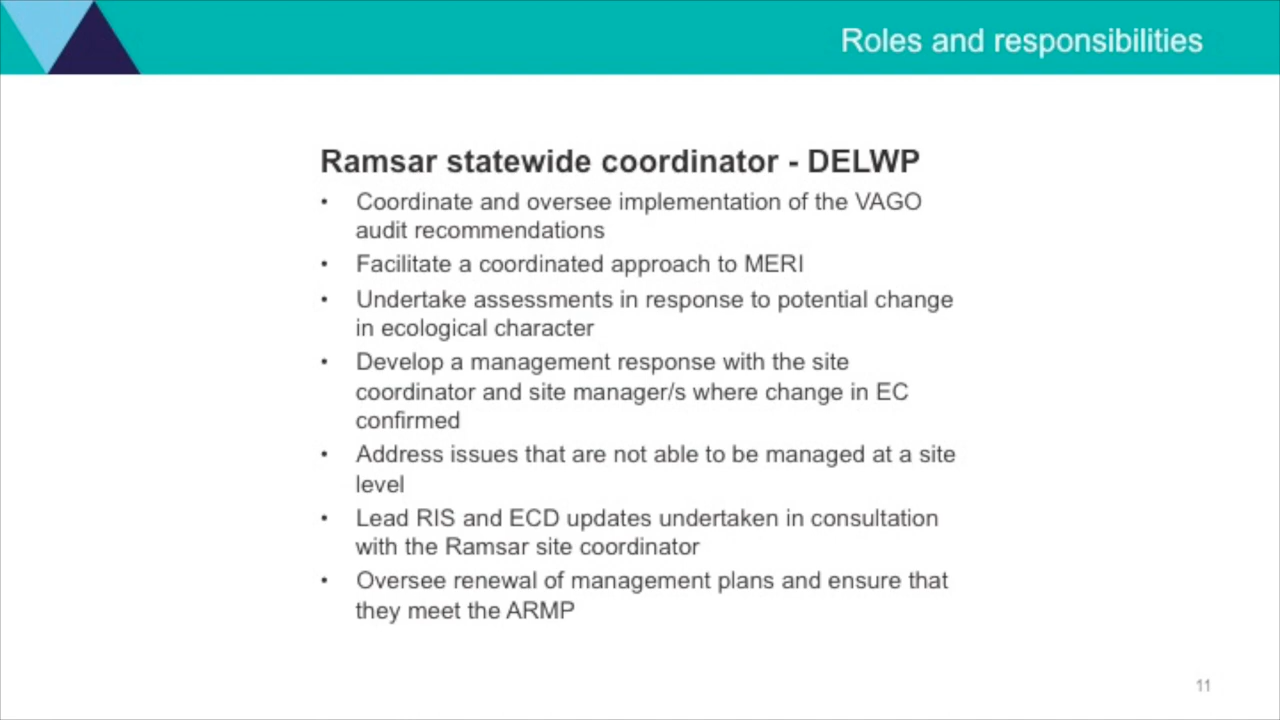 Roles and responsibilities
Ramsar statewide coordinator - DELWP
• Coordinate and oversee implementation of the VAGO
audit recommendations
• Facilitate a coordinated approach to MERI
• Undertake assessments in response to potential change
in ecological character
• Develop a management response with the site
coordinator and site manager/s where change in EC
confirmed
• Address issues that are not able to be managed at a site
level
• Lead RIS and ECD updates undertaken in consultation
with the Ramsar site coordinator
• Oversee renewal of management plans and ensure that
they meet the ARMP
11